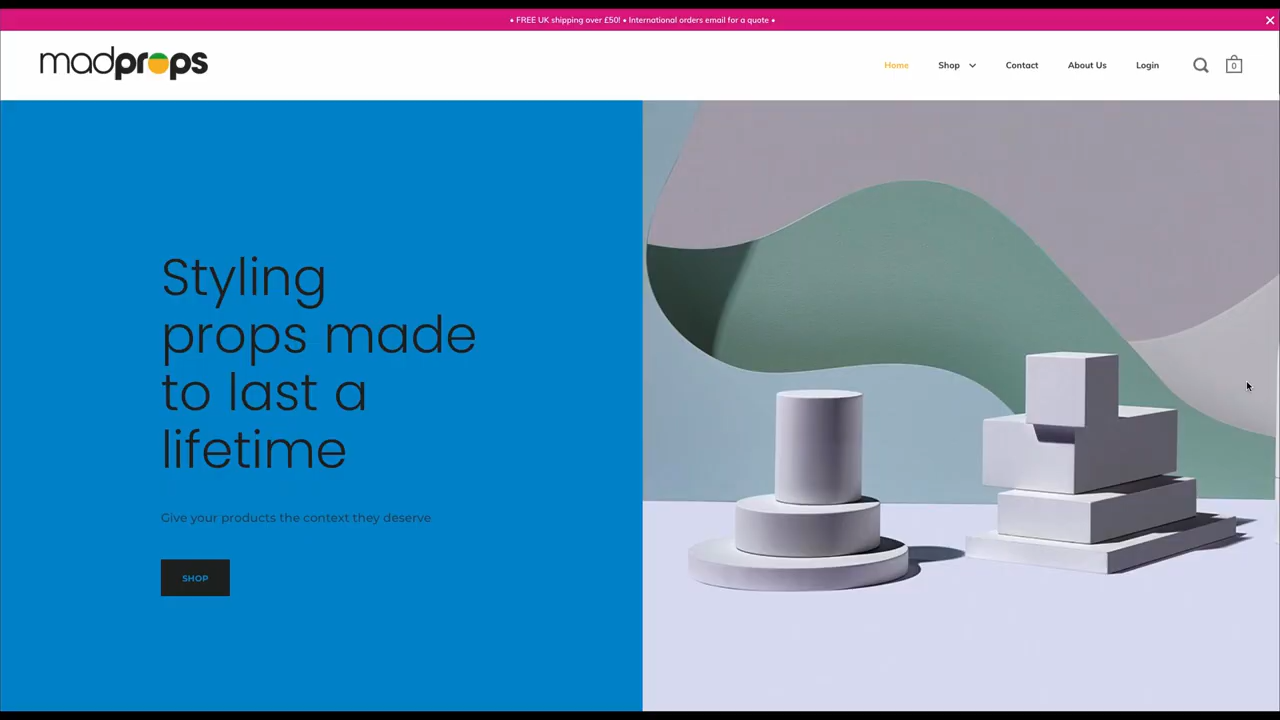 • FREE UK shipping over £50! • International orders email for a quote •
madprops
Home Shop Contact About Us Login 0
Styling
props made
to last a
lifetime
Give your products the context they deserve
SHOP